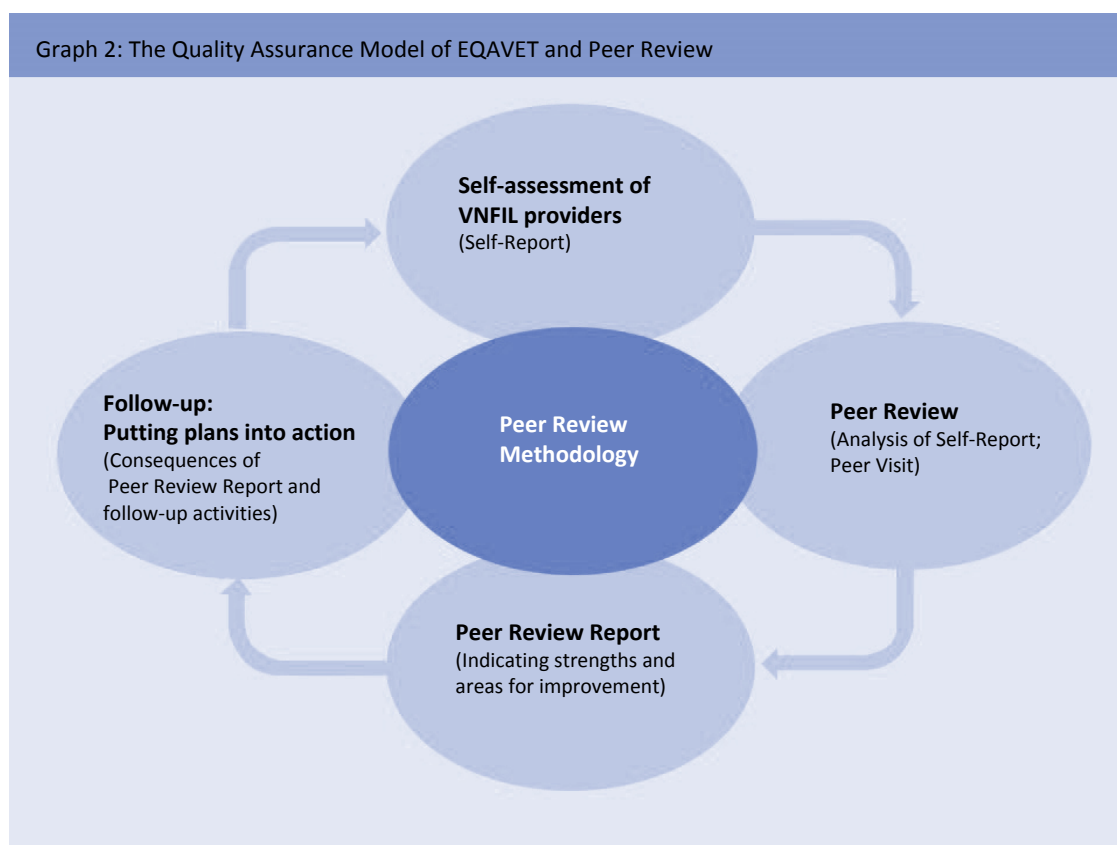 Graph 2: The Quality Assurance Model of EQAVET and Peer Review
Self-assessment of
VNFIL providers
(Self-Report)
Peer Review
(Analysis of Self-Report;
Peer Visit)
Peer Review Report
(Indicating strengths and
areas for improvement)
Follow-up:
Putting plans into action
(Consequences of
Peer Review Report and
follow-up activities)
Peer Review
Methodology